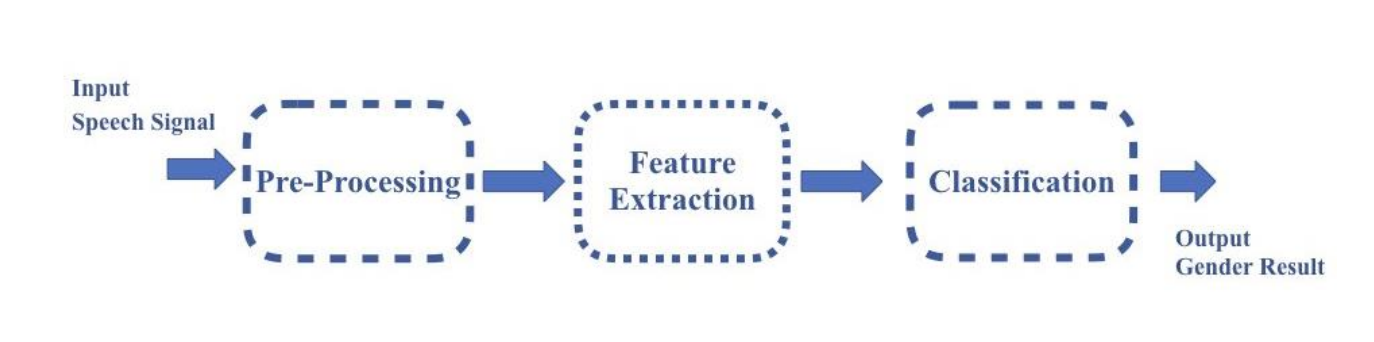 Input
Speech Signal
Pre-Processing
Feature
Extraction
Classification
Output
Gender Result